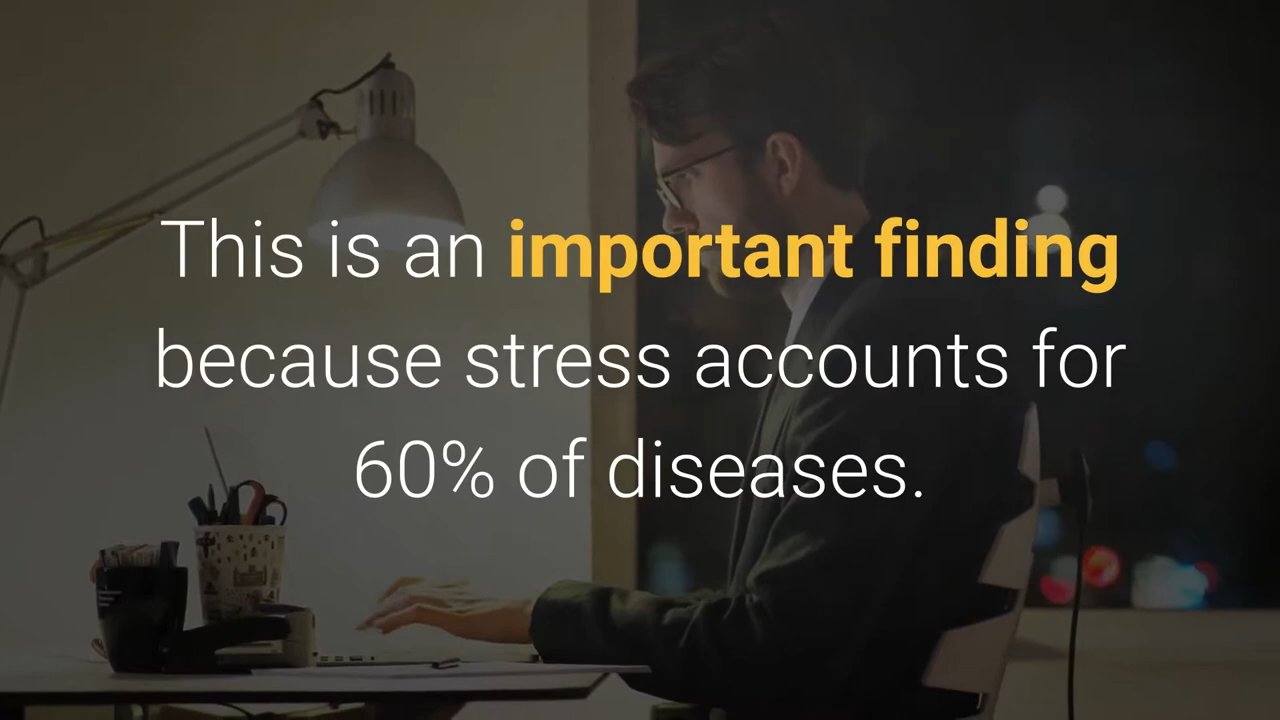 This is an important finding
because stress accounts for
60% of diseases.